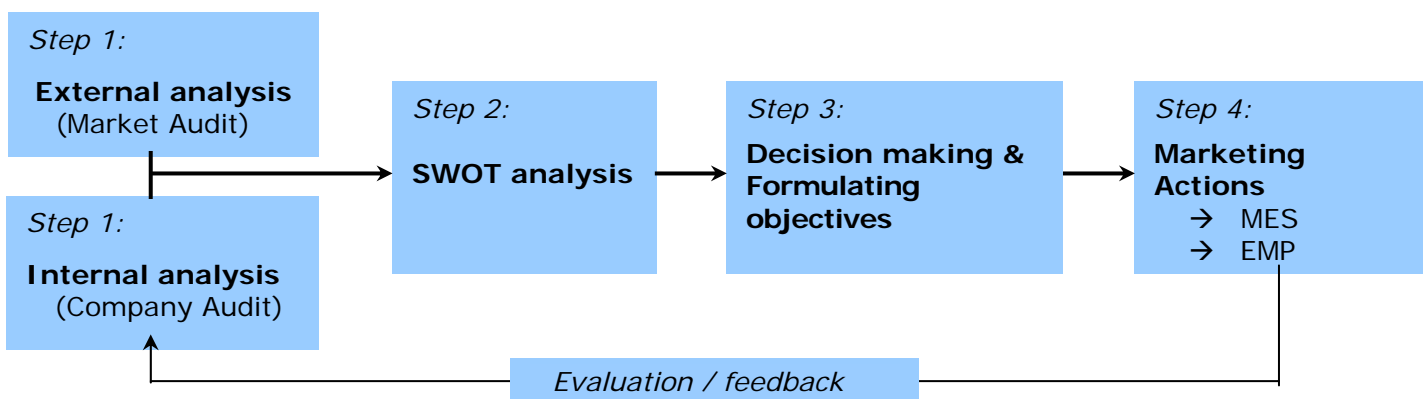 Step 1:
External analysis
(Market Audit)
Step 1:
Internal analysis
(Company Audit)
Step 2:
SWOT analysis
Step 3:
Decision making &
Formulating
objectives
Step 4:
Marketing
Actions
→ MES
→ EMP
Evaluation / feedback